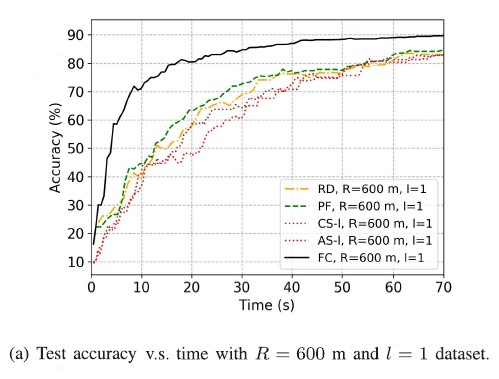 90
80
70
60
50
40
30
20
10
Accuracy (%)
RD, R=600 m, l=1
PF, R=600 m, l=1
CS-I, R=600 m, l=1
AS-I, R=600 m, l=1
FC, R=600 m, l=1
0 10 20 30 40 50 60 70
Time (s)
(a) Test accuracy v.s. time with R = 600 m and l = 1 dataset.